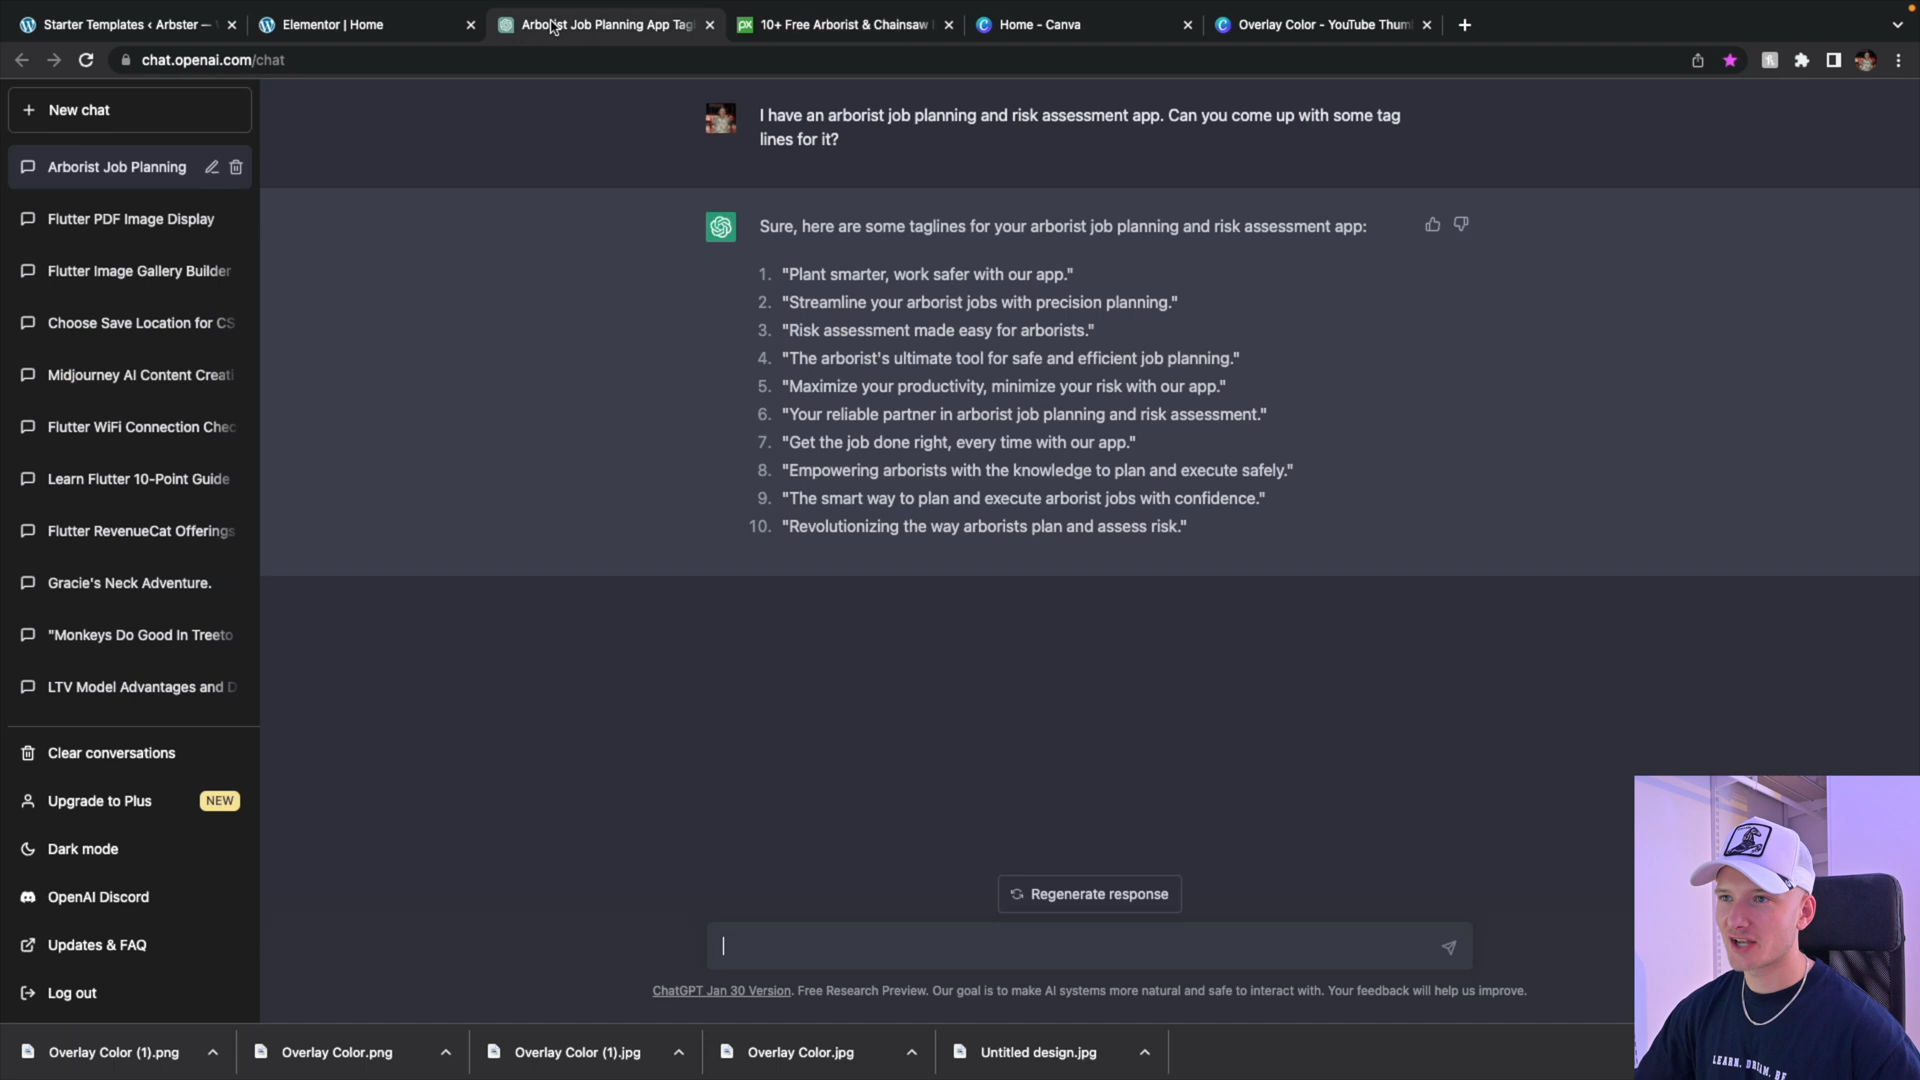 Starter Templates ‹ Arbster —
Elementor | Home
Arborist Job Planning App Tag
10+ Free Arborist & Chainsaw
Home - Canva
Overlay Color - YouTube Thum
chat.openai.com/chat
New chat
Arborist Job Planning
Flutter PDF Image Display
Flutter Image Gallery Builder
Choose Save Location for CS
Midjourney AI Content Creati
Flutter WiFi Connection Chec
Learn Flutter 10-Point Guide
Flutter RevenueCat Offerings
Gracie's Neck Adventure.
"Monkeys Do Good In Treeto
LTV Model Advantages and D
Clear conversations
Upgrade to Plus NEW
Dark mode
OpenAI Discord
Updates & FAQ
Log out
I have an arborist job planning and risk assessment app. Can you come up with some tag
lines for it?
Sure, here are some taglines for your arborist job planning and risk assessment app:
1. "Plant smarter, work safer with our app."
2. "Streamline your arborist jobs with precision planning."
3. "Risk assessment made easy for arborists."
4. "The arborist's ultimate tool for safe and efficient job planning."
5. "Maximize your productivity, minimize your risk with our app."
6. "Your reliable partner in arborist job planning and risk assessment."
7. "Get the job done right, every time with our app."
8. "Empowering arborists with the knowledge to plan and execute safely."
9. "The smart way to plan and execute arborist jobs with confidence."
10. "Revolutionizing the way arborists plan and assess risk."
Regenerate response
ChatGPT Jan 30 Version. Free Research Preview. Our goal is to make AI systems more natural and safe to interact with. Your feedback will help us improve.
Overlay Color (1).png
Overlay Color.png
Overlay Color (1).jpg
Overlay Color.jpg
Untitled design.jpg
LEARN. DREAM. BE